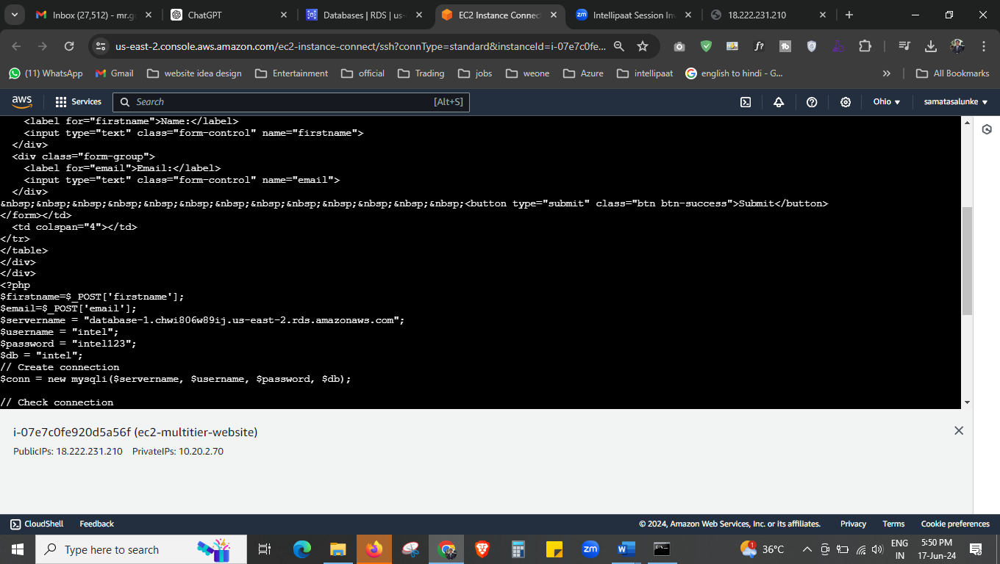 Inbox (27,512) - mr.g
ChatGPT
Databases | RDS | us-
EC2 Instance Connec
Intellipaat Session Inv
18.222.231.210
us-east-2.console.aws.amazon.com/ec2-instance-connect/ssh?connType=standard&instanceId=i-07e7c0fe...
(11) WhatsApp
Gmail
website idea design
Entertainment
official
Trading
jobs
weone
Azure
intellipaat
english to hindi - G...
All Bookmarks
aws
Services
Search
[Alt+S]
Ohio
samatasalunke
<label for="firstname">Name:</label>
<input type="text" class="form-control" name="firstname">
</div>
<div class="form-group">
<label for="email">Email:</label>
<input type="text" class="form-control" name="email">
</div>
&nbsp;&nbsp;&nbsp;&nbsp;&nbsp;&nbsp;&nbsp;&nbsp;&nbsp;&nbsp;&nbsp;&nbsp;&nbsp;<button type="submit" class="btn btn-success">Submit</button>
</form></td>
<td colspan="4"></td>
</tr>
</table>
</div>
</div>
<?php
$firstname=$_POST['firstname'];
$email=$_POST['email'];
$servername = "database-1.chwi806w89ij.us-east-2.rds.amazonaws.com";
$username = "intel";
$password = "intel123";
$db = "intel";
// Create connection
$conn = new mysqli($servername, $username, $password, $db);
// Check connection
i-07e7c0fe920d5a56f (ec2-multitier-website)
PublicIPs: 18.222.231.210 PrivateIPs: 10.20.2.70
CloudShell
Feedback
© 2024, Amazon Web Services, Inc. or its affiliates.
Privacy
Terms
Cookie preferences
Type here to search
zm
36°C
ENG
IN
5:50 PM
17-Jun-24